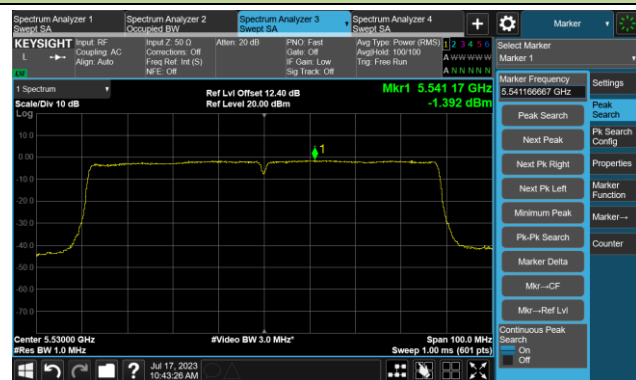 Spectrum Analyzer 1
Swept SA
Spectrum Analyzer 2
Occupied BW
Spectrum Analyzer 3
Swept SA
Spectrum Analyzer 4
Swept SA
Marker
KEYSIGHT
L
LXI
Input: RF
Coupling: AC
Align: Auto
Input Z: 50 Ω
Corrections: Off
Freq Ref: Int (S)
NFE: Off
Atten: 20 dB
PNO: Fast
Gate: Off
IF Gain: Low
Sig Track: Off
Avg Type: Power (RMS)
Avg|Hold: 100/100
Trig: Free Run
1 2 3 4 5 6
A W W W W W
A N N N N N
Select Marker
Marker 1
1 Spectrum
Scale/Div 10 dB
Log
Ref Lvl Offset 12.40 dB
Ref Level 20.00 dBm
Mkr1 5.541 17 GHz
-1.392 dBm
10.0
0.00
-10.0
-20.0
-30.0
-40.0
-50.0
-60.0
-70.0
1
Center 5.53000 GHz
#Res BW 1.0 MHz
#Video BW 3.0 MHz*
Span 100.0 MHz
Sweep 1.00 ms (601 pts)
Marker Frequency
5.541166667 GHz
Peak Search
Next Peak
Next Pk Right
Next Pk Left
Minimum Peak
Pk-Pk Search
Marker Delta
Mkr→CF
Mkr→Ref Lvl
Continuous Peak
Search
On
Off
Settings
Peak
Search
Pk Search
Config
Properties
Marker
Function
Marker→
Counter
?
Jul 17, 2023
10:43:26 AM